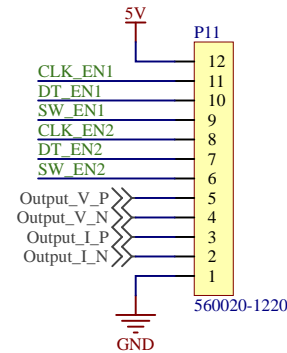 5V
P11
12
CLK_EN1 11
DT_EN1 10
SW_EN1 9
CLK_EN2 8
DT_EN2 7
SW_EN2 6
Output_V_P 5
Output_V_N 4
Output_I_P 3
Output_I_N 2
1
560020-1220
GND